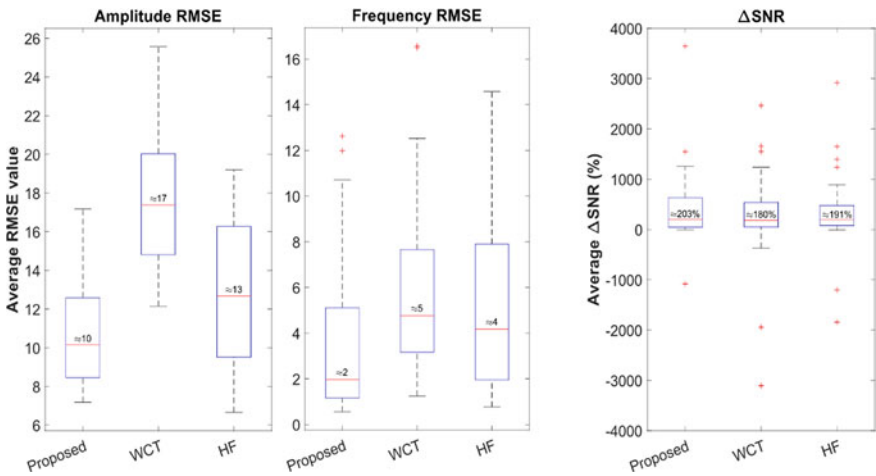 Amplitude RMSE
Average RMSE value
26
24
22
20
18
16
14
12
10
8
6
≈10
≈17
≈13
Proposed
WCT
HF
Frequency RMSE
16
14
12
10
8
6
4
2
0
≈2
≈5
≈4
Proposed
WCT
HF
ΔSNR
Average ΔSNR (%)
4000
3000
2000
1000
0
-1000
-2000
-3000
-4000
≈203%
≈180%
≈191%
Proposed
WCT
HF